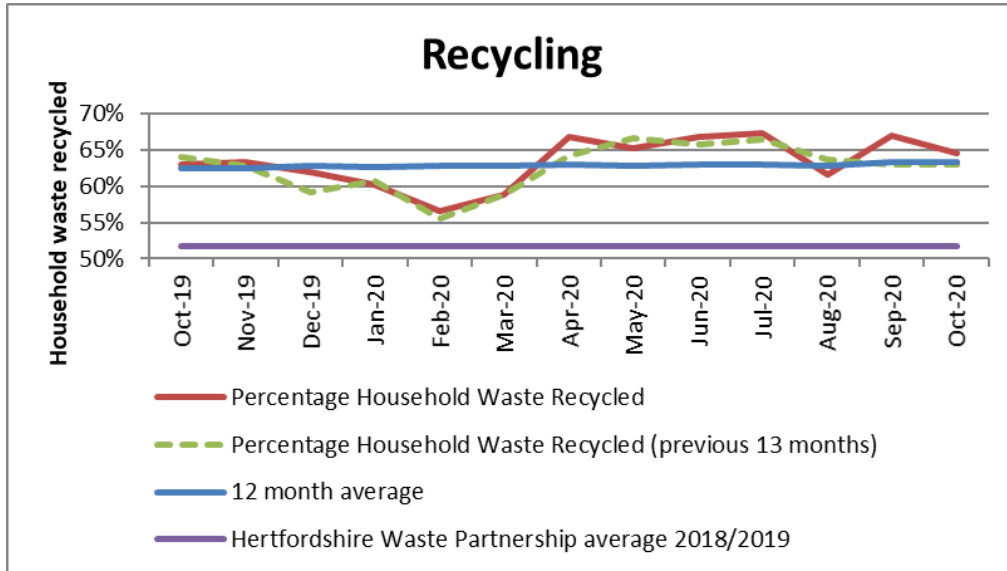 Recycling
Household waste recycled
70%
65%
60%
55%
50%
Oct-19
Nov-19
Dec-19
Jan-20
Feb-20
Mar-20
Apr-20
May-20
Jun-20
Jul-20
Aug-20
Sep-20
Oct-20
Percentage Household Waste Recycled
Percentage Household Waste Recycled (previous 13 months)
12 month average
Hertfordshire Waste Partnership average 2018/2019